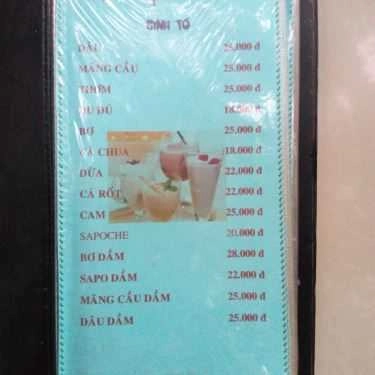 SINH TỐ
DÂU 25.000 đ
MÃNG CẦU 25.000 đ
THƠM 25.000 đ
ĐU ĐỦ 18.000 đ
BƠ 25.000 đ
CÀ CHUA 18.000 đ
DỪA 22.000 đ
CÀ RỐT 22.000 đ
CAM 25.000 đ
SAPOCHE 20.000 đ
BƠ DẦM 28.000 đ
SAPO DẦM 22.000 đ
MÃNG CẦU DẦM 25.000 đ
DÂU DẦM 25.000 đ